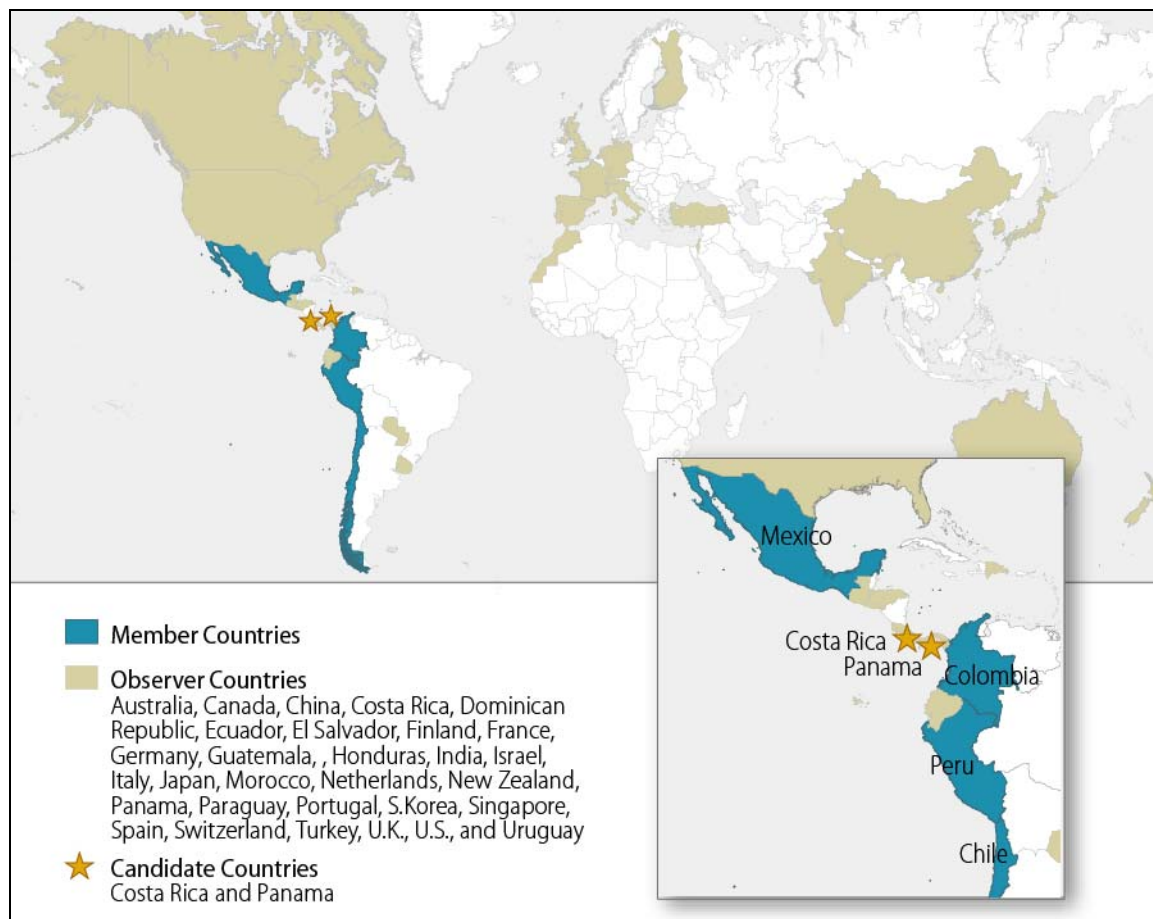 Mexico
Costa Rica
Panama
Colombia
Peru
Chile
Member Countries
Observer Countries
Australia, Canada, China, Costa Rica, Dominican
Republic, Ecuador, El Salvador, Finland, France,
Germany, Guatemala, , Honduras, India, Israel,
Italy, Japan, Morocco, Netherlands, New Zealand,
Panama, Paraguay, Portugal, S.Korea, Singapore,
Spain, Switzerland, Turkey, U.K., U.S., and Uruguay
Candidate Countries
Costa Rica and Panama